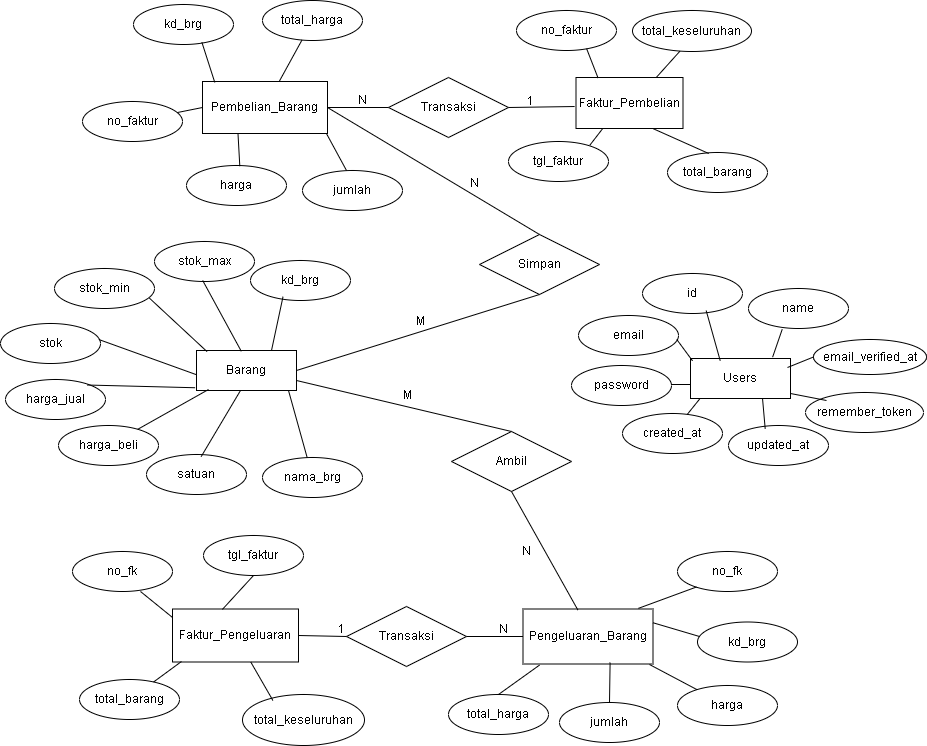 kd_brg
total_harga
no_faktur
total_keseluruhan
Pembelian_Barang
N
Transaksi
1
Faktur_Pembelian
no_faktur
harga
jumlah
tgl_faktur
total_barang
N
Simpan
M
stok_min
stok_max
kd_brg
stok
Barang
harga_jual
harga_beli
satuan
nama_brg
M
Ambil
N
id
name
email
email_verified_at
Users
password
remember_token
created_at
updated_at
no_fk
tgl_faktur
Faktur_Pengeluaran
1
Transaksi
N
Pengeluaran_Barang
no_fk
kd_brg
total_barang
total_keseluruhan
total_harga
jumlah
harga